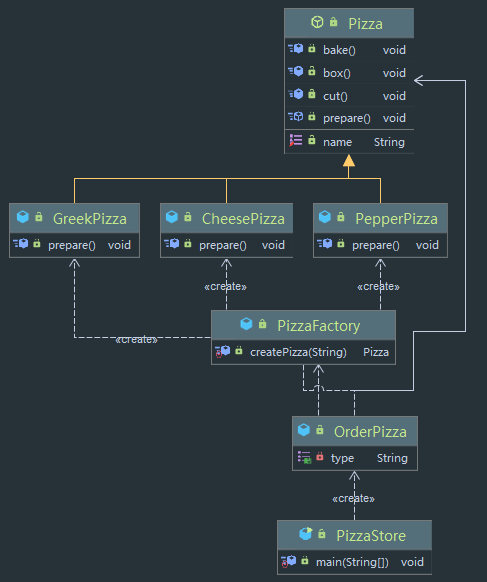 Pizza
bake() void
box() void
cut() void
prepare() void
name String
GreekPizza
prepare() void
CheesePizza
prepare() void
PepperPizza
prepare() void
«create»
«create»
«create»
PizzaFactory
createPizza(String) Pizza
OrderPizza
type String
«create»
PizzaStore
main(String[]) void